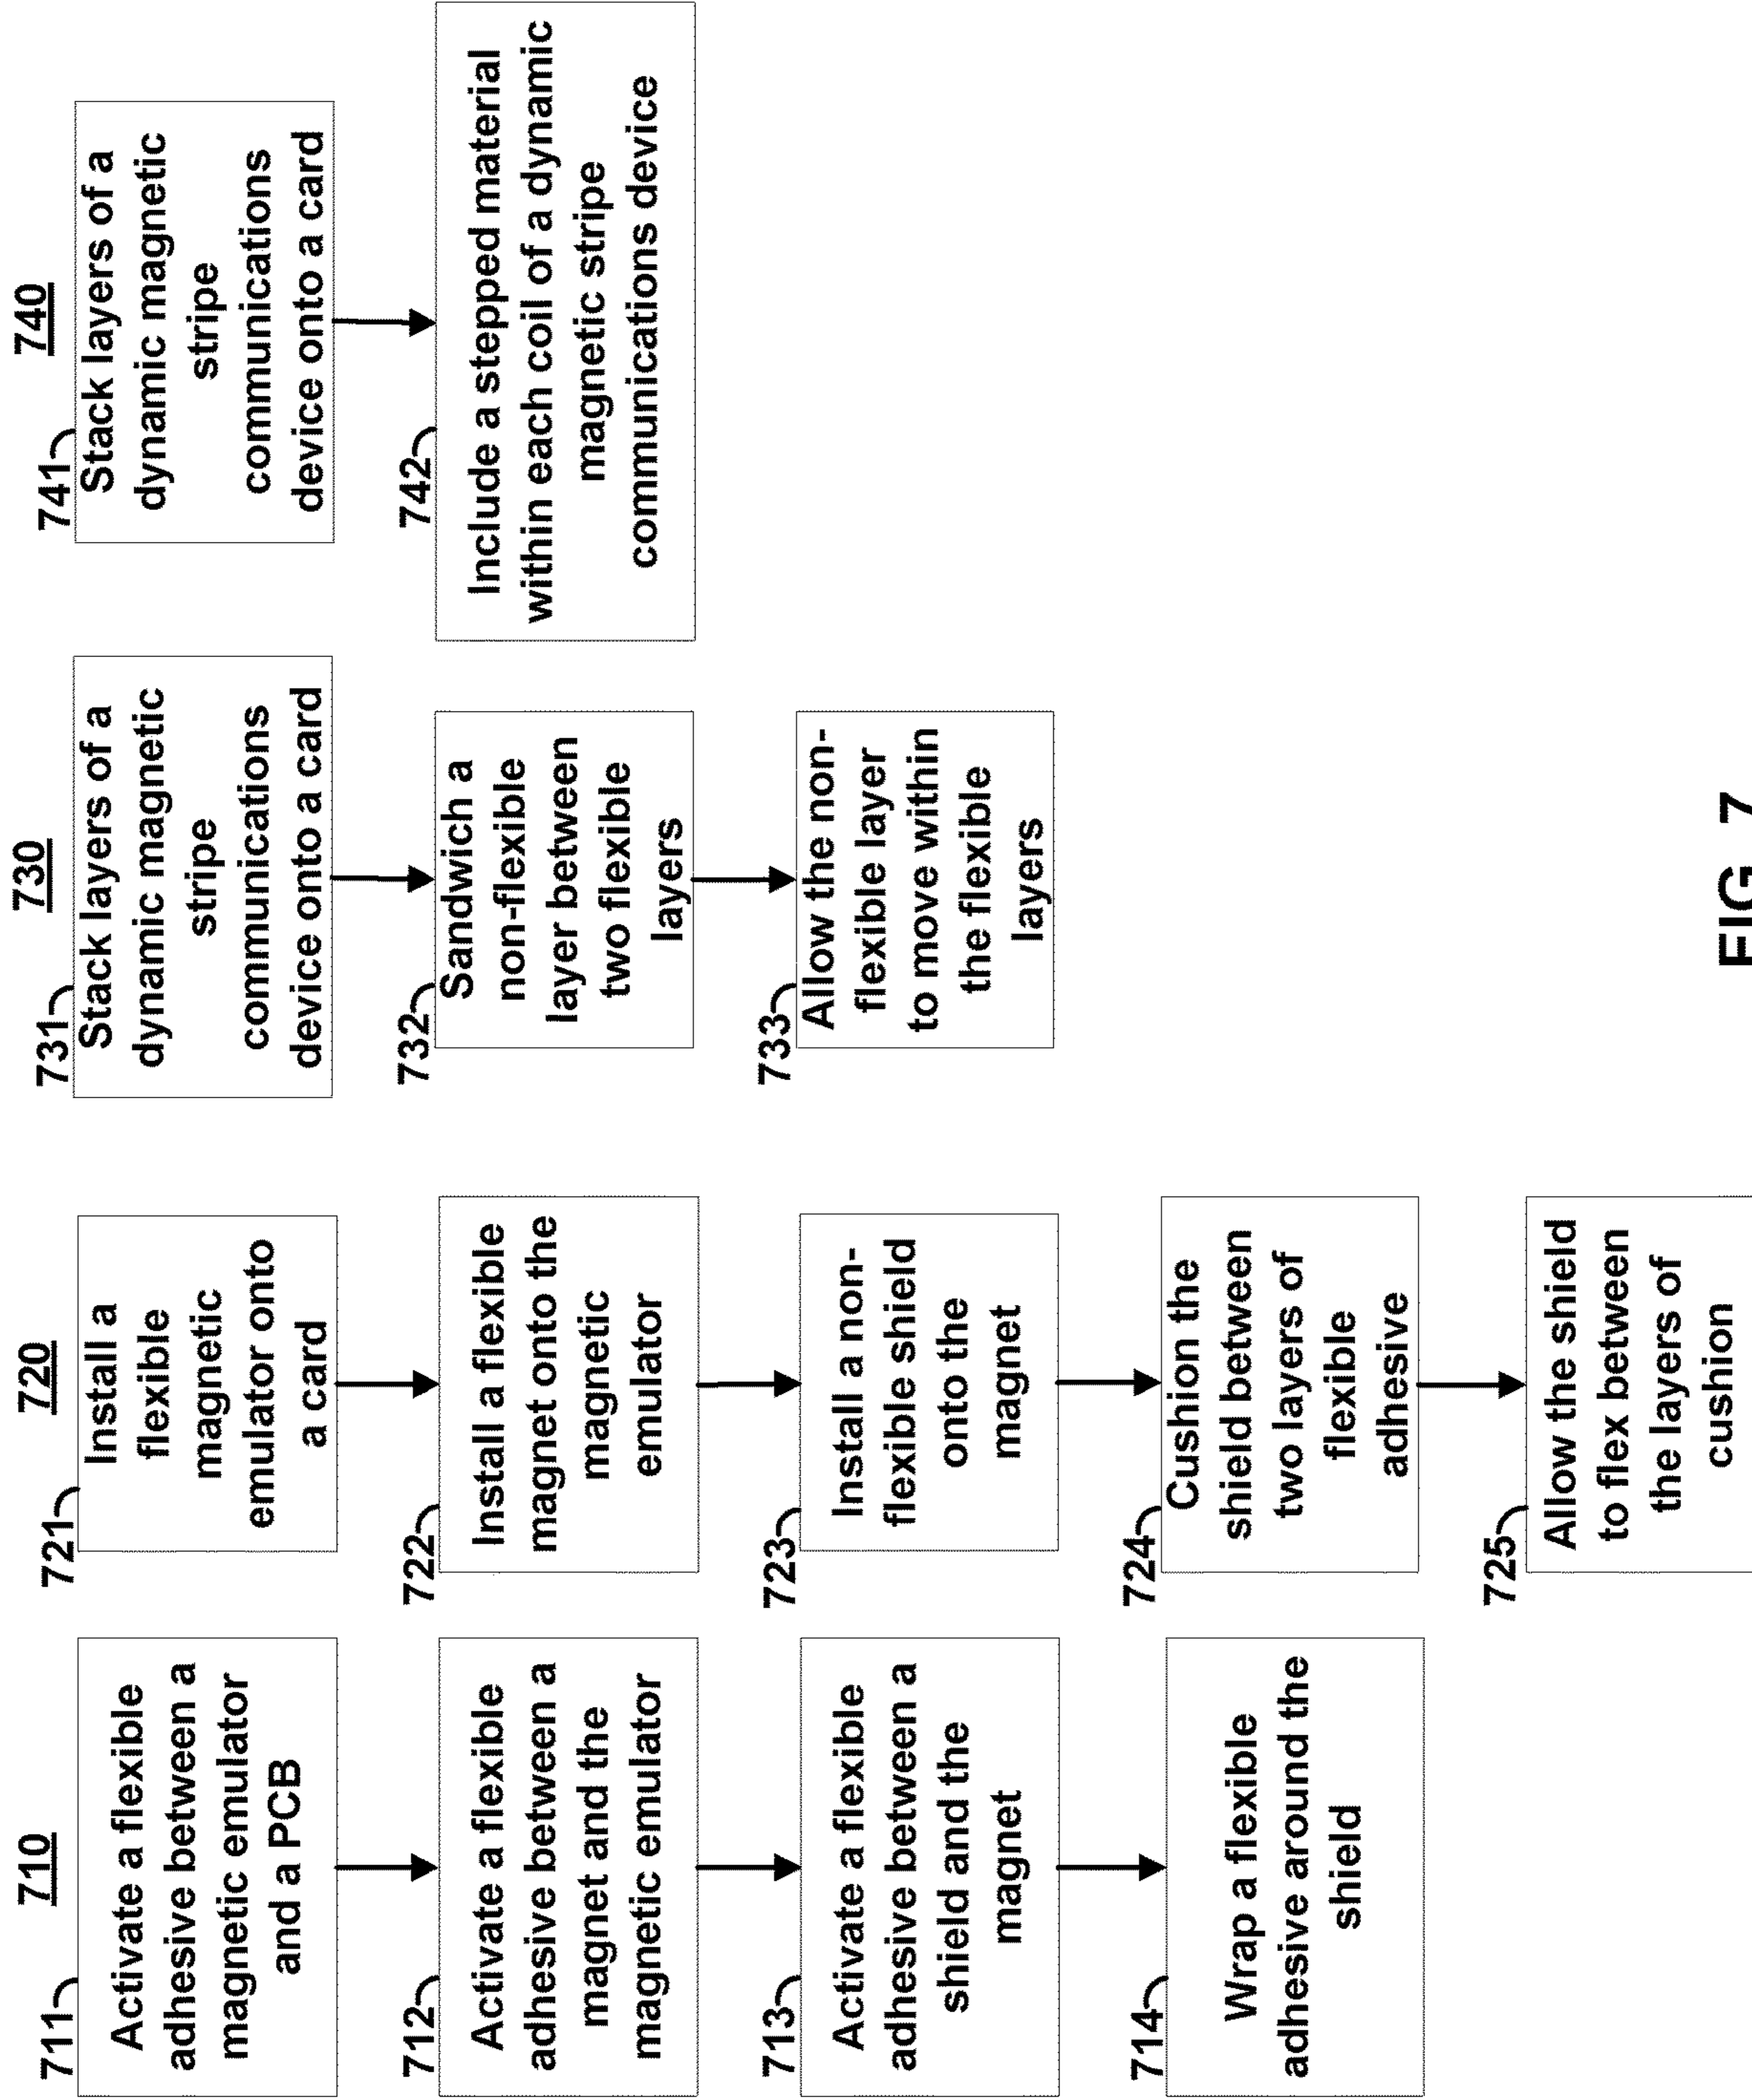 710
711
Activate a flexible
adhesive between a
magnetic emulator
and a PCB
712
Activate a flexible
adhesive between a
magnet and the
magnetic emulator
713
Activate a flexible
adhesive between a
shield and the
magnet
714
Wrap a flexible
adhesive around the
shield
720
721
Install a
flexible
magnetic
emulator onto
a card
722
Install a flexible
magnet onto the
magnetic
emulator
723
Install a non-
flexible shield
onto the
magnet
724
Cushion the
shield between
two layers of
flexible
adhesive
725
Allow the shield
to flex between
the layers of
cushion
730
731
Stack layers of a
dynamic magnetic
stripe
communications
device onto a card
732
Sandwich a
non-flexible
layer between
two flexible
layers
733
Allow the non-
flexible layer
to move within
the flexible
layers
740
741
Stack layers of a
dynamic magnetic
stripe
communications
device onto a card
742
Include a stepped material
within each coil of a dynamic
magnetic stripe
communications device
FIG. 7